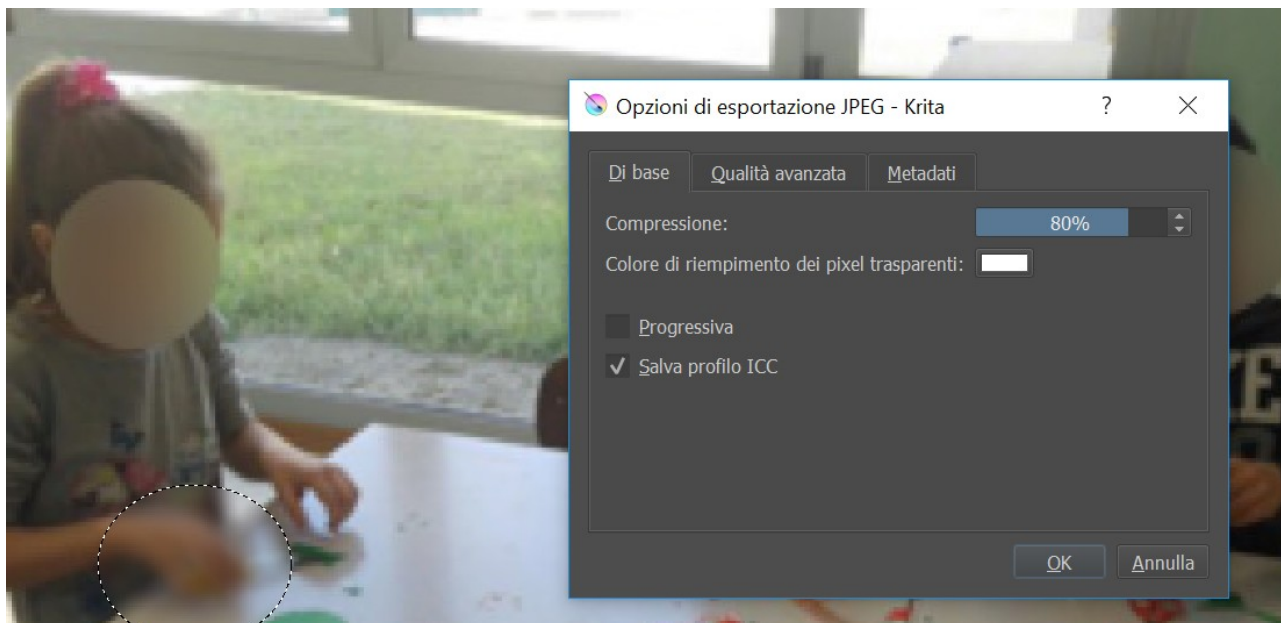 Opzioni di esportazione JPEG - Krita
Di base Qualità avanzata Metadati
Compressione: 80%
Colore di riempimento dei pixel trasparenti:
Progressiva
Salva profilo ICC
OK Annulla